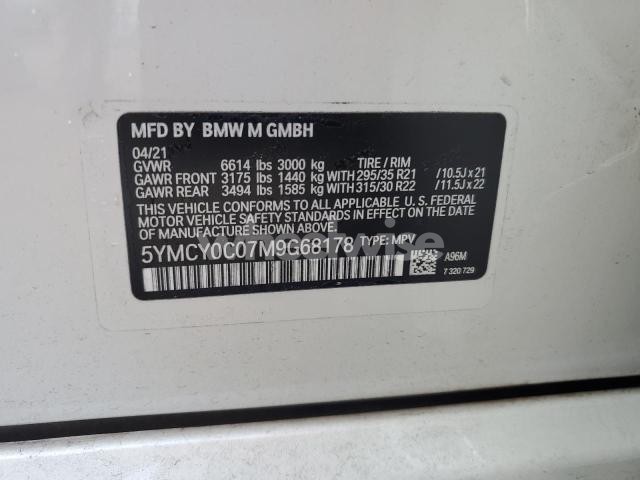 MFD BY BMW M GMBH
04/21
GVWR 6614 lbs 3000 kg TIRE / RIM
GAWR FRONT 3175 lbs 1440 kg WITH 295/35 R21 /10.5J x 21
GAWR REAR 3494 lbs 1585 kg WITH 315/30 R22 /11.5J x 22
THIS VEHICLE CONFORMS TO ALL APPLICABLE U. S. FEDERAL
SAFETY STANDARDS IN EFFECT ON THE DATE
OF MANUFACTURE SHOWN ABOVE.
5YMCY0C07M9G68178 TYPE: MPV
A96M
7 320 729